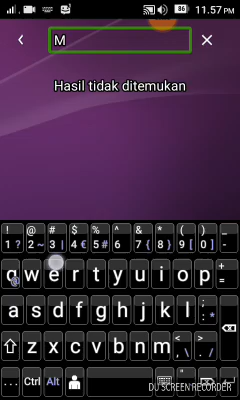 86 11.57 PM
M
Hasil tidak ditemukan
! @ # $ % ^ & * ( ) _
1 ? 2 ~ 3 | 4 € 5 # 6 7 { 8 } 9 [ 0 ] -
q @ w e r t y u i o p + =
a s d f g h j k l : ; *
z x c v b n m < , \ > . /
... Ctrl Alt " '
DU SCREEN RECORDER